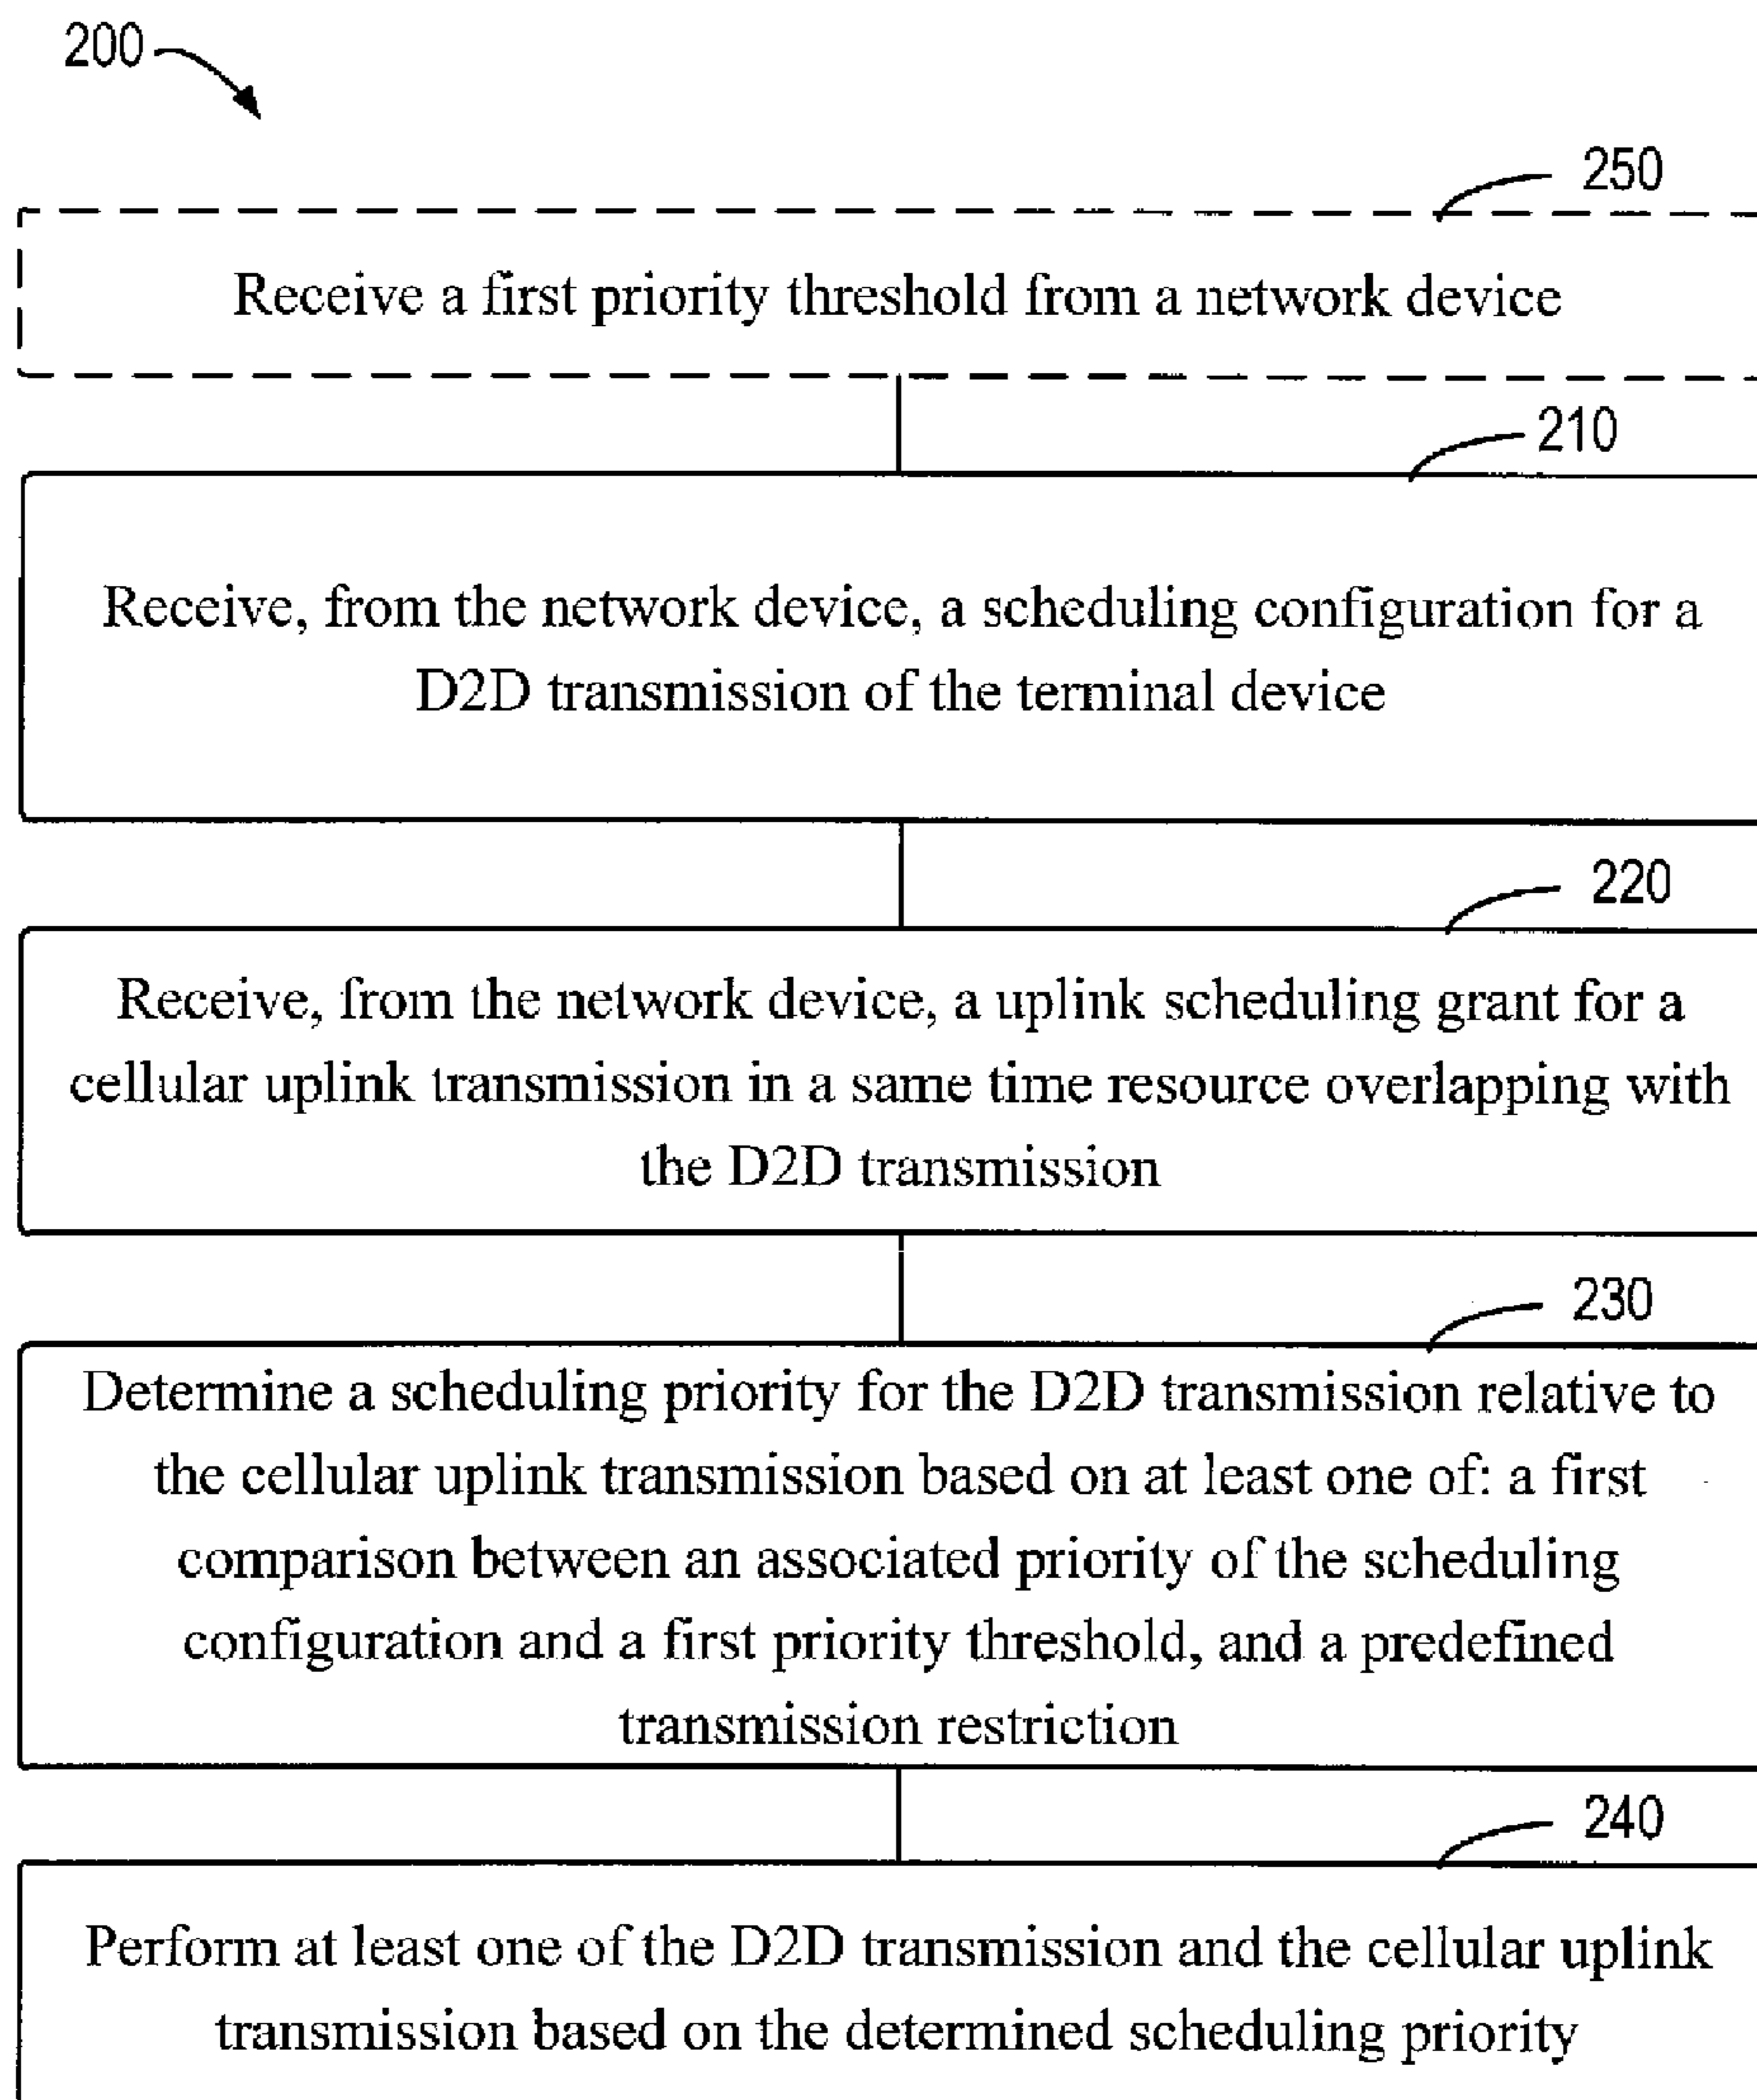 200
250
Receive a first priority threshold from a network device
210
Receive, from the network device, a scheduling configuration for a
D2D transmission of the terminal device
220
Receive, from the network device, a uplink scheduling grant for a
cellular uplink transmission in a same time resource overlapping with
the D2D transmission
230
Determine a scheduling priority for the D2D transmission relative to
the cellular uplink transmission based on at least one of: a first
comparison between an associated priority of the scheduling
configuration and a first priority threshold, and a predefined
transmission restriction
240
Perform at least one of the D2D transmission and the cellular uplink
transmission based on the determined scheduling priority